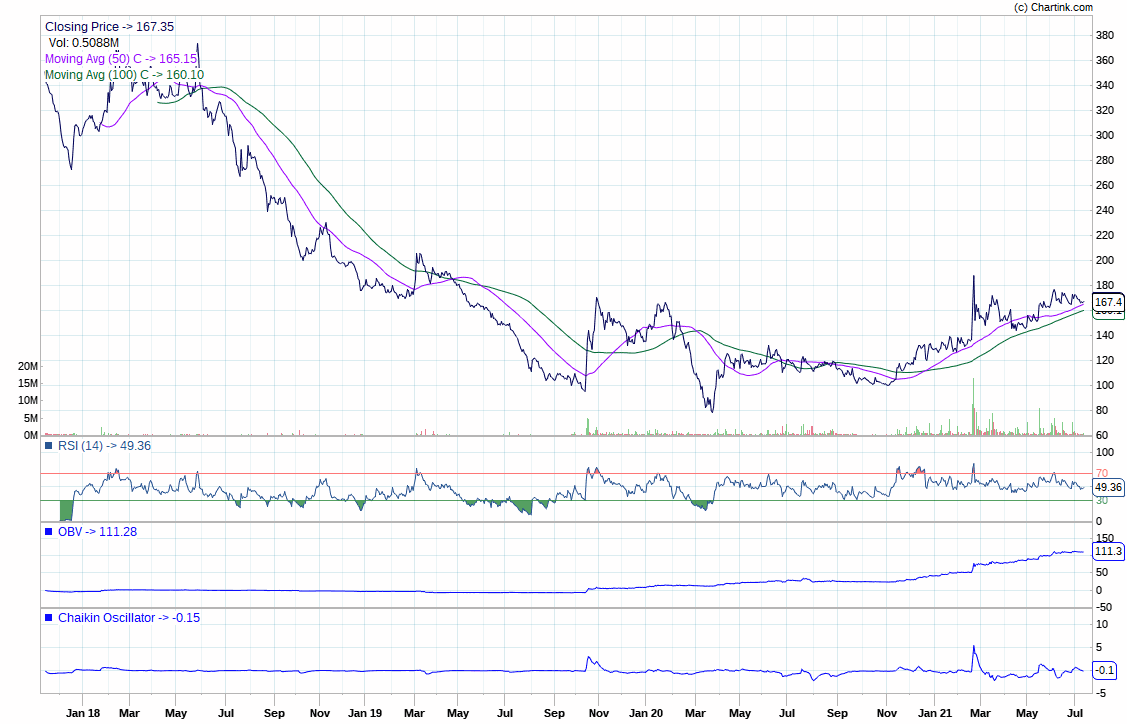 (c) Chartink.com
Closing Price -> 167.35
Vol: 0.5088M
Moving Avg (50) C -> 165.15
Moving Avg (100) C -> 160.10
380
360
340
320
300
280
260
240
220
200
180
167.4
140
120
100
80
60
20M
15M
10M
5M
0M
RSI (14) -> 49.36
100
70
49.36
30
0
OBV -> 111.28
150
111.3
50
0
-50
Chaikin Oscillator -> -0.15
10
5
-0.1
-5
Jan 18 Mar May Jul Sep Nov Jan 19 Mar May Jul Sep Nov Jan 20 Mar May Jul Sep Nov Jan 21 Mar May Jul